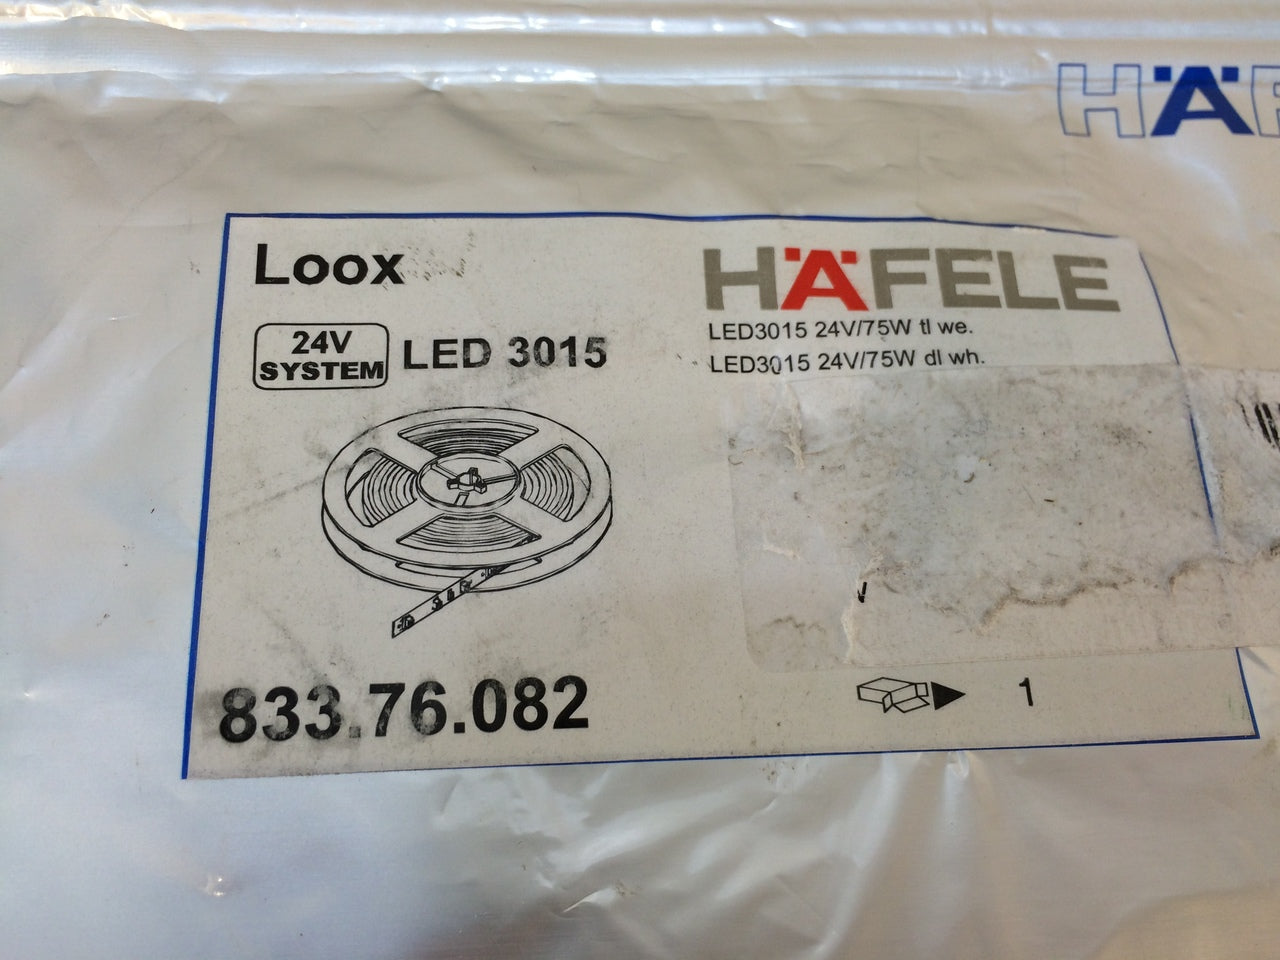 HÄF
Loox
HÄFELE
24V
SYSTEM
LED 3015
LED3015 24V/75W tl we.
LED3015 24V/75W dl wh.
833.76.082
1